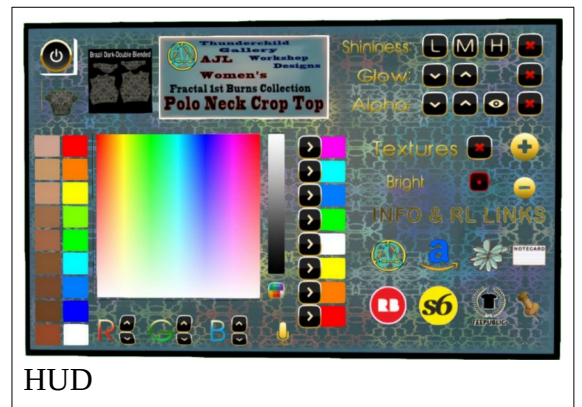 Brazil Dark-Double Blended
Thunderchild
Gallery
AJL Workshop
Designs
Women's
Fractal 1st Burns Collection
Polo Neck Crop Top
Shininess: L M H
Glow:
Alpha:
Textures
Bright
INFO & RL LINKS
NOTECARD
RB
s6
TEEPUBLIC
R G B
HUD